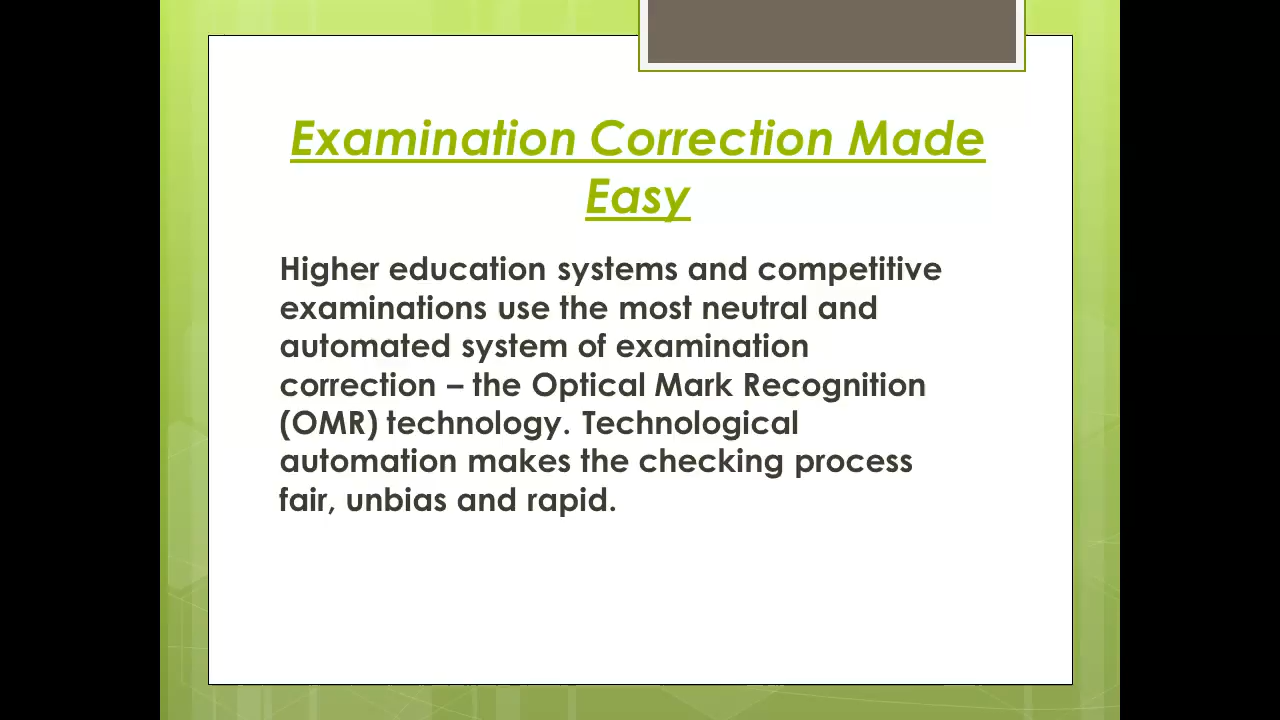 Examination Correction Made
Easy
Higher education systems and competitive
examinations use the most neutral and
automated system of examination
correction – the Optical Mark Recognition
(OMR) technology. Technological
automation makes the checking process
fair, unbias and rapid.